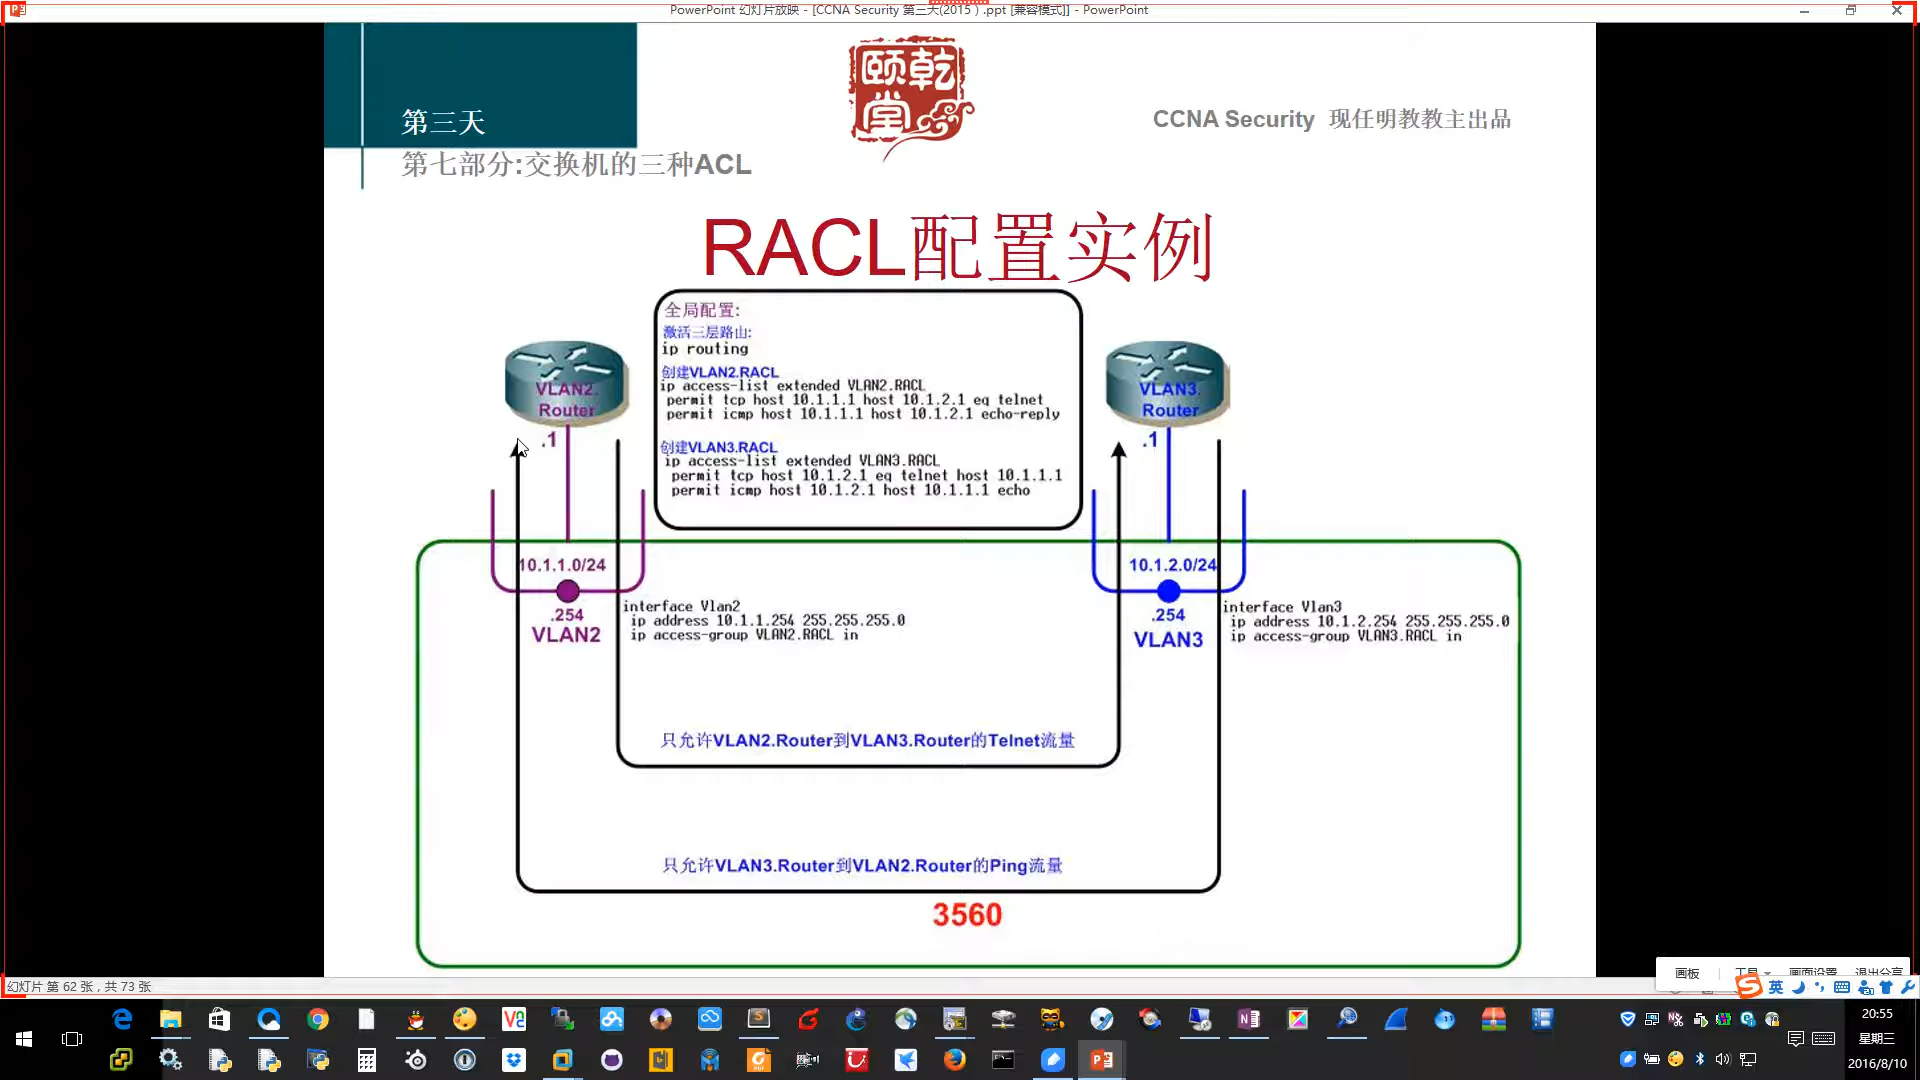 PowerPoint 幻灯片放映 - [CCNA Security 第三天(2015 ) .ppt [兼容模式]] - PowerPoint
第三天
颐乾堂
CCNA Security 现任明教教主出品
第七部分:交换机的三种ACL
RACL配置实例
全局配置:
激活三层路由:
ip routing
创建VLAN2.RACL
ip access-list extended VLAN2.RACL
permit tcp host 10.1.1.1 host 10.1.2.1 eq telnet
permit icmp host 10.1.1.1 host 10.1.2.1 echo-reply
创建VLAN3.RACL
ip access-list extended VLAN3.RACL
permit tcp host 10.1.2.1 eq telnet host 10.1.1.1
permit icmp host 10.1.2.1 host 10.1.1.1 echo
VLAN2.
Router
.1
VLAN3.
Router
.1
10.1.1.0/24
.254
VLAN2
interface Vlan2
ip address 10.1.1.254 255.255.255.0
ip access-group VLAN2.RACL in
10.1.2.0/24
.254
VLAN3
interface Vlan3
ip address 10.1.2.254 255.255.255.0
ip access-group VLAN3.RACL in
只允许VLAN2.Router到VLAN3.Router的Telnet流量
只允许VLAN3.Router到VLAN2.Router的Ping流量
3560
画板 工具 画面设置 退出分享
幻灯片 第 62 张，共 73 张
英
20:55
星期三
2016/8/10